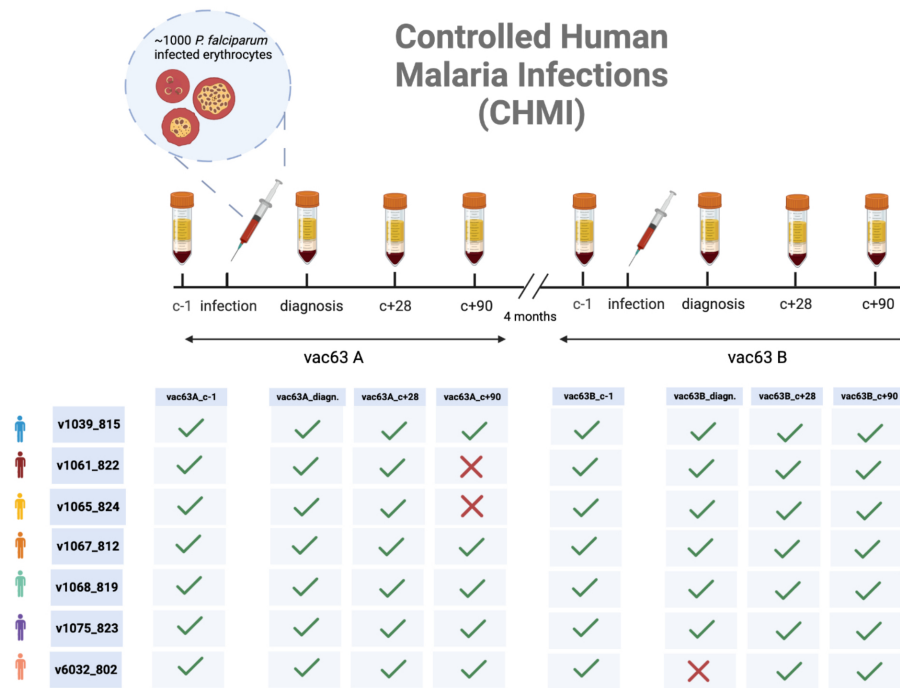 ~1000 P. falciparum
infected erythrocytes
Controlled Human
Malaria Infections
(CHMI)
c-1 infection diagnosis c+28 c+90 4 months c-1 infection diagnosis c+28 c+90
vac63 A vac63 B
vac63A_c-1 vac63A_diagn. vac63A_c+28 vac63A_c+90 vac63B_c-1 vac63B_diagn. vac63B_c+28 vac63B_c+90
v1039_815
v1061_822
v1065_824
v1067_812
v1068_819
v1075_823
v6032_802